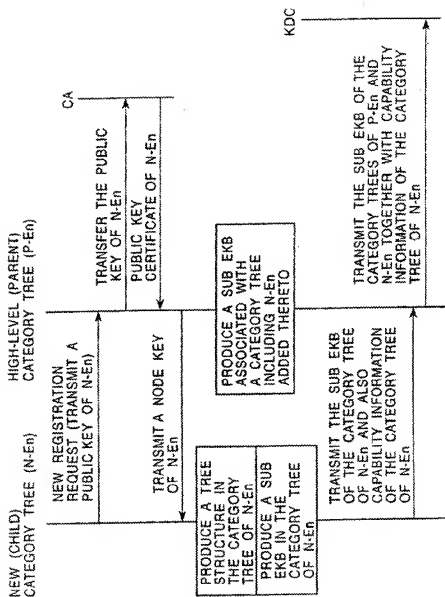 NEW (CHILD)
CATEGORY TREE (N-En)
HIGH-LEVEL (PARENT)
CATEGORY TREE (P-En)
CA
KDC
NEW REGISTRATION
REQUEST (TRANSMIT A
PUBLIC KEY OF N-En)
TRANSFER THE PUBLIC
KEY OF N-En
PUBLIC KEY
CERTIFICATE OF N-En
TRANSMIT A NODE KEY
OF N-En
PRODUCE A TREE
STRUCTURE IN
THE CATEGORY
TREE OF N-En
PRODUCE A SUB
EKB IN THE
CATEGORY TREE
OF N-En
PRODUCE A SUB EKB
ASSOCIATED WITH
A CATEGORY TREE
INCLUDING N-En
ADDED THERETO
TRANSMIT THE SUB EKB
OF THE CATEGORY TREE
OF N-En AND ALSO
CAPABILITY INFORMATION
OF THE CATEGORY TREE
OF N-En
TRANSMIT THE SUB EKB OF THE
CATEGORY TREES OF P-En AND
N-En TOGETHER WITH CAPABILITY
INFORMATION OF THE CATEGORY
TREE OF N-En